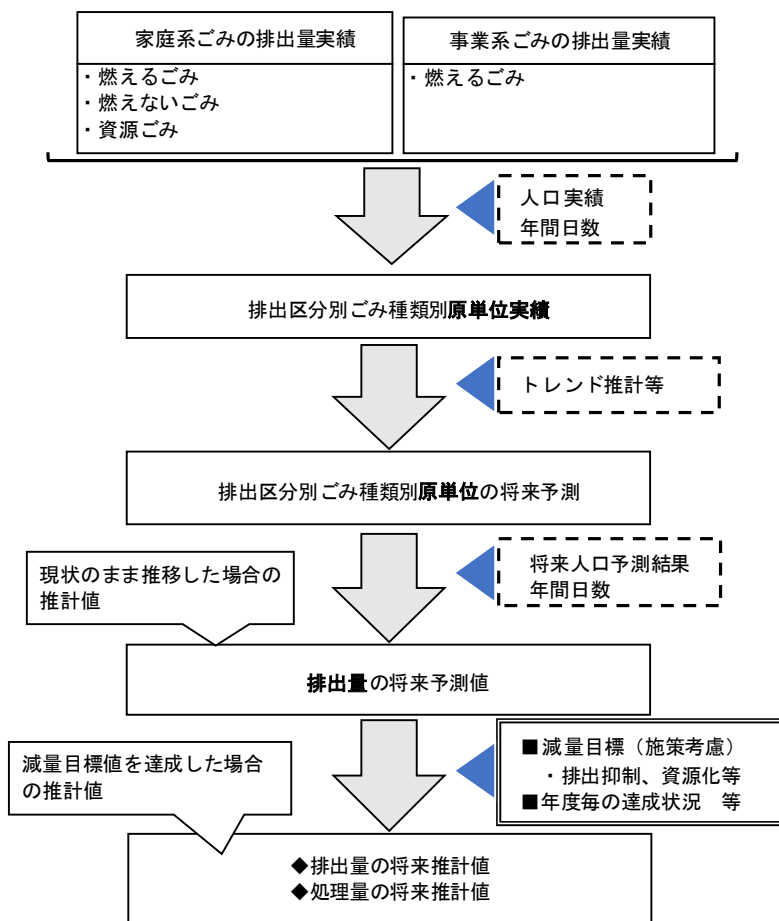 家庭系ごみの排出量実績
・燃えるごみ
・燃えないごみ
・資源ごみ
事業系ごみの排出量実績
・燃えるごみ
人口実績
年間日数
排出区分別ごみ種類別原単位実績
トレンド推計等
排出区分別ごみ種類別原単位の将来予測
将来人口予測結果
年間日数
現状のまま推移した場合の
推計値
排出量の将来予測値
■減量目標（施策考慮）
・排出抑制、資源化等
■年度毎の達成状況　等
減量目標値を達成した場合
の推計値
◆排出量の将来推計値
◆処理量の将来推計値